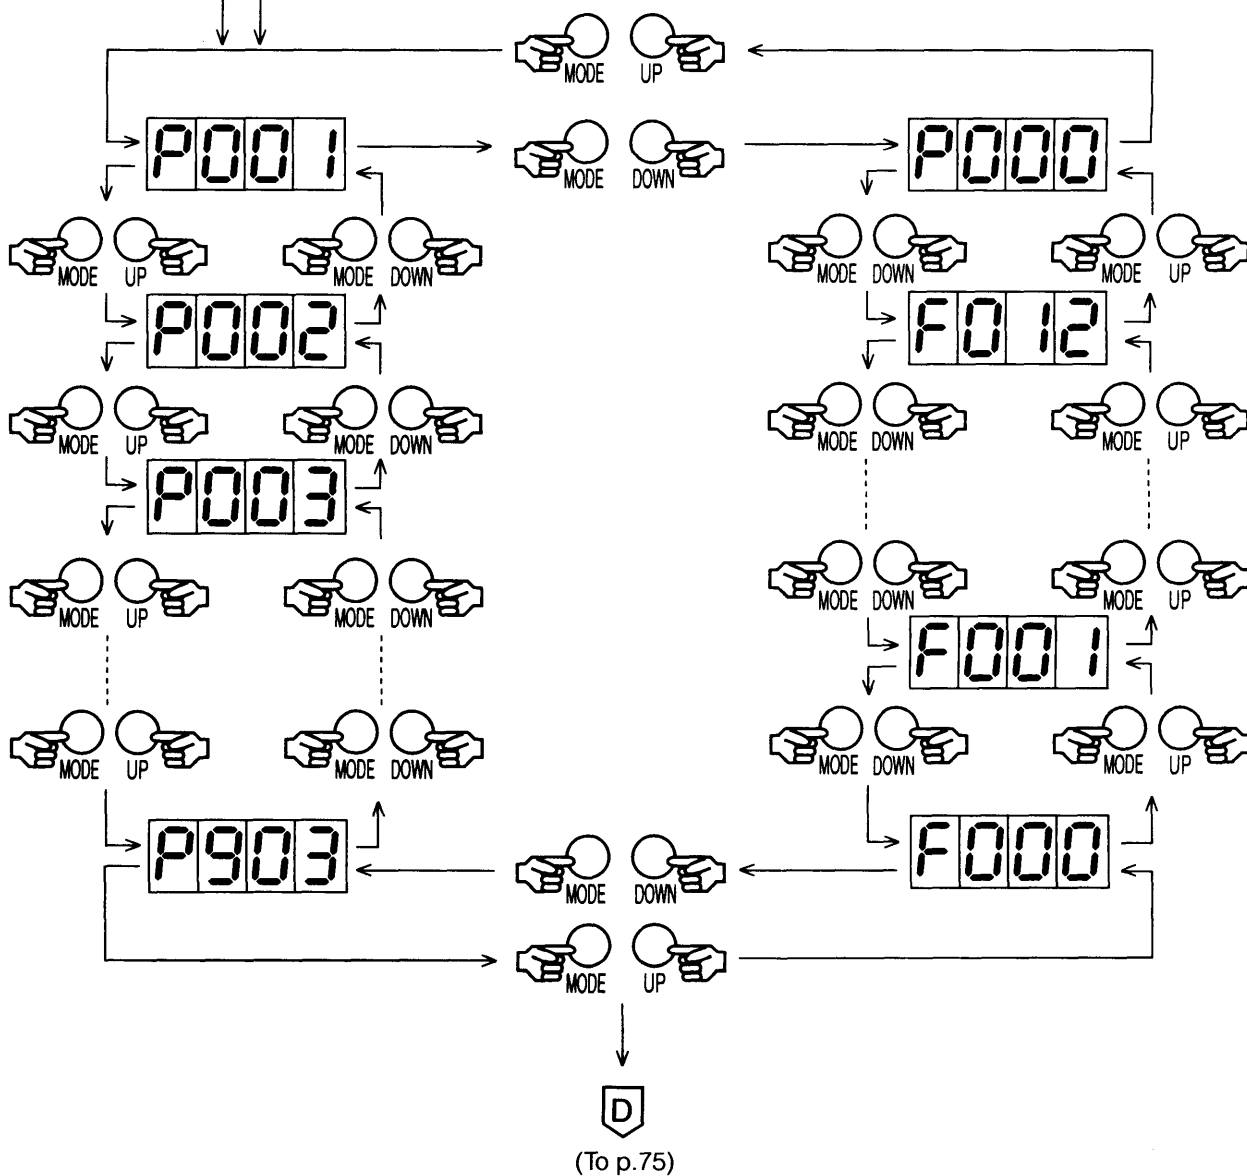 MODE UP
P001
MODE DOWN
P000
MODE UP MODE DOWN MODE DOWN MODE UP
P002 F012
MODE UP MODE DOWN MODE DOWN MODE UP
P003
MODE UP MODE DOWN MODE DOWN MODE UP
F001
MODE UP MODE DOWN MODE DOWN MODE UP
P903
MODE DOWN
F000
MODE UP
D
(To p.75)